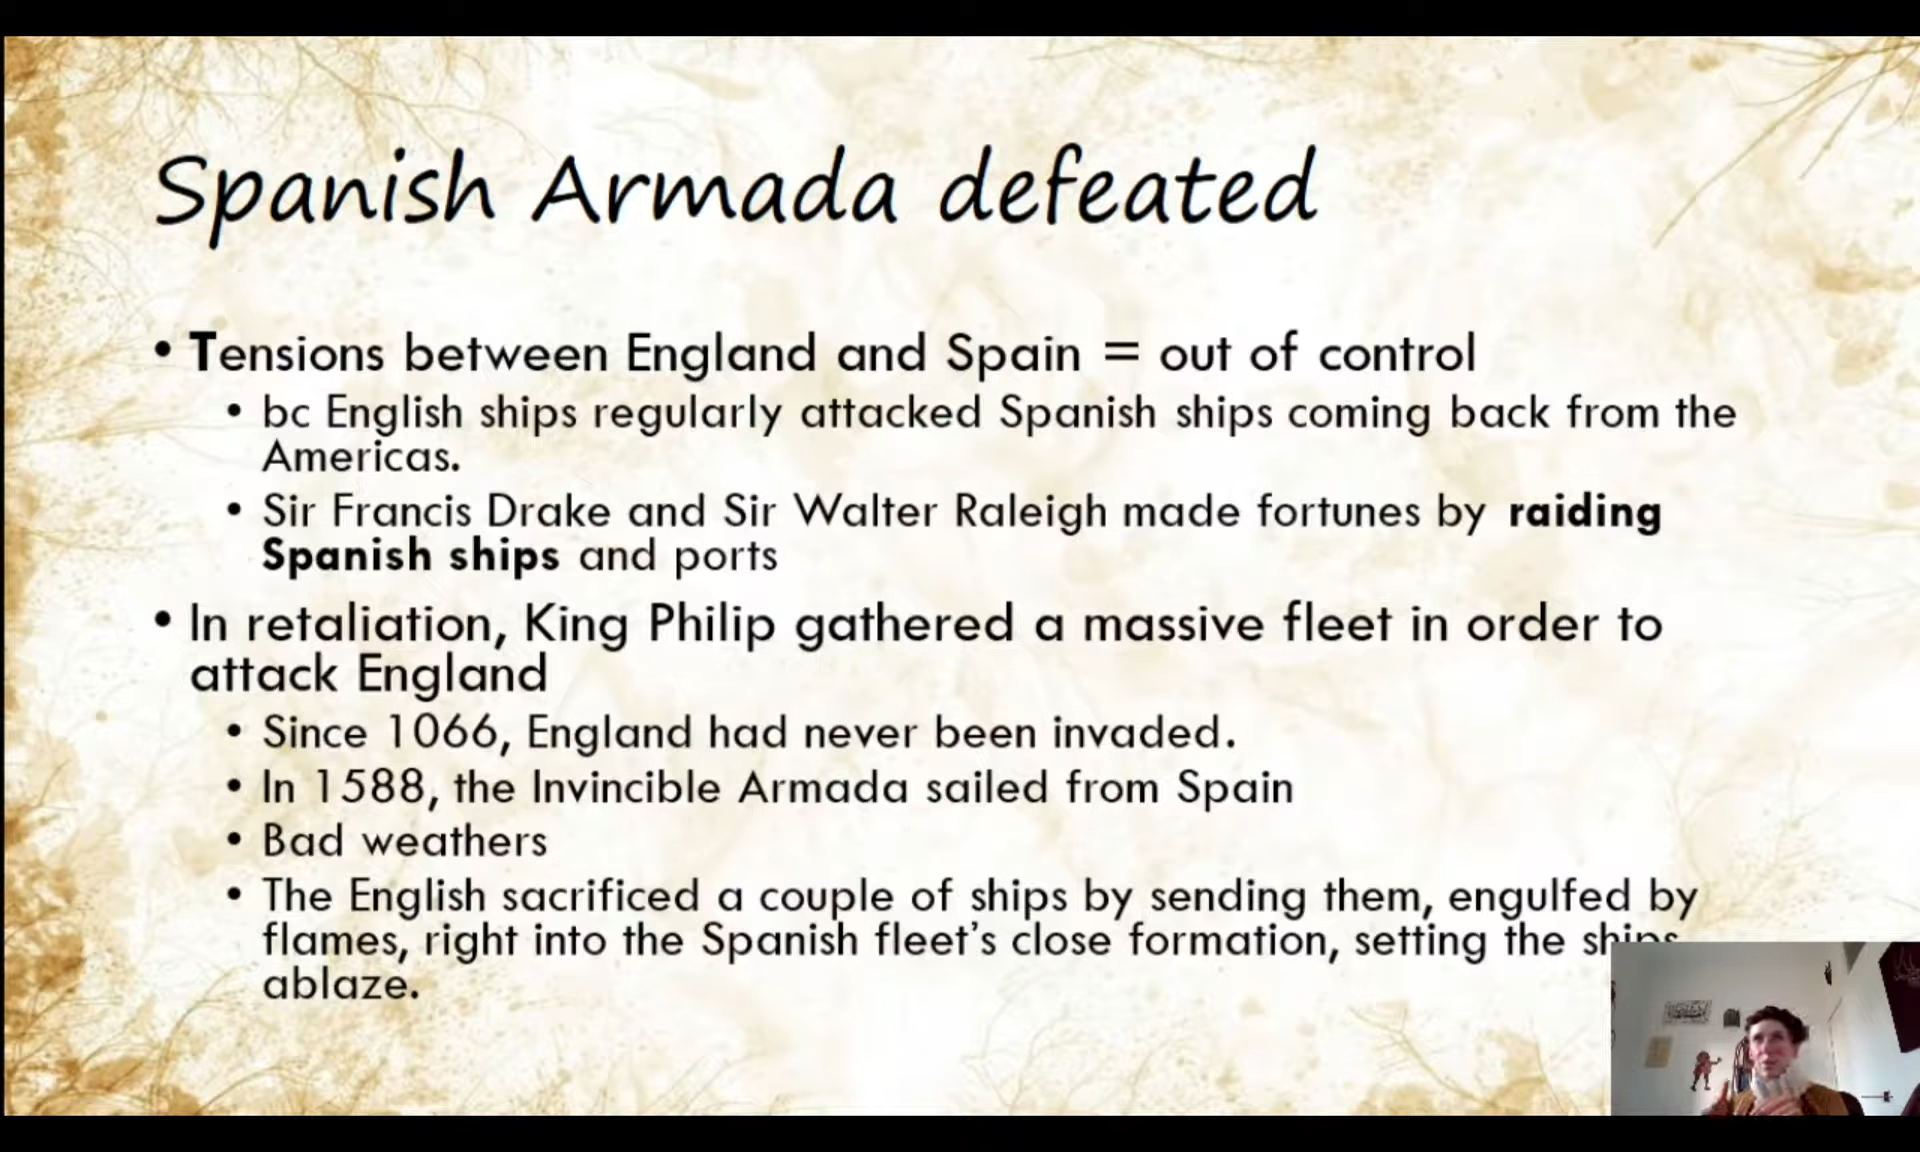 Spanish Armada defeated
• Tensions between England and Spain = out of control
• bc English ships regularly attacked Spanish ships coming back from the
Americas.
• Sir Francis Drake and Sir Walter Raleigh made fortunes by raiding
Spanish ships and ports
• In retaliation, King Philip gathered a massive fleet in order to
attack England
• Since 1066, England had never been invaded.
• In 1588, the Invincible Armada sailed from Spain
• Bad weathers
• The English sacrificed a couple of ships by sending them, engulfed by
flames, right into the Spanish fleet's close formation, setting the ships
ablaze.